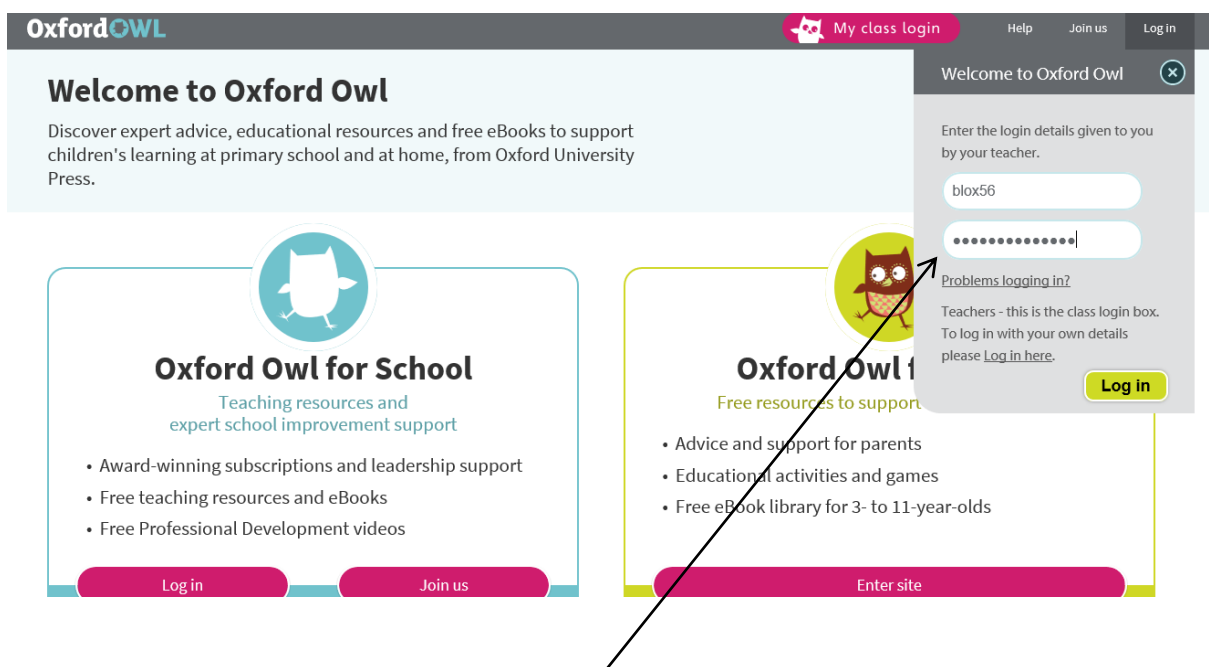 OxfordOWL
My class login
Help
Join us
Log in
Welcome to Oxford Owl
Discover expert advice, educational resources and free eBooks to support
children's learning at primary school and at home, from Oxford University
Press.
Welcome to Oxford Owl
Enter the login details given to you
by your teacher.
blox56
••••••••••••••
Problems logging in?
Teachers - this is the class login box.
To log in with your own details
please Log in here.
Log in
Oxford Owl for School
Teaching resources and
expert school improvement support
• Award-winning subscriptions and leadership support
• Free teaching resources and eBooks
• Free Professional Development videos
Log in
Join us
Oxford Owl f
Free resources to support
• Advice and support for parents
• Educational activities and games
• Free eBook library for 3- to 11-year-olds
Enter site